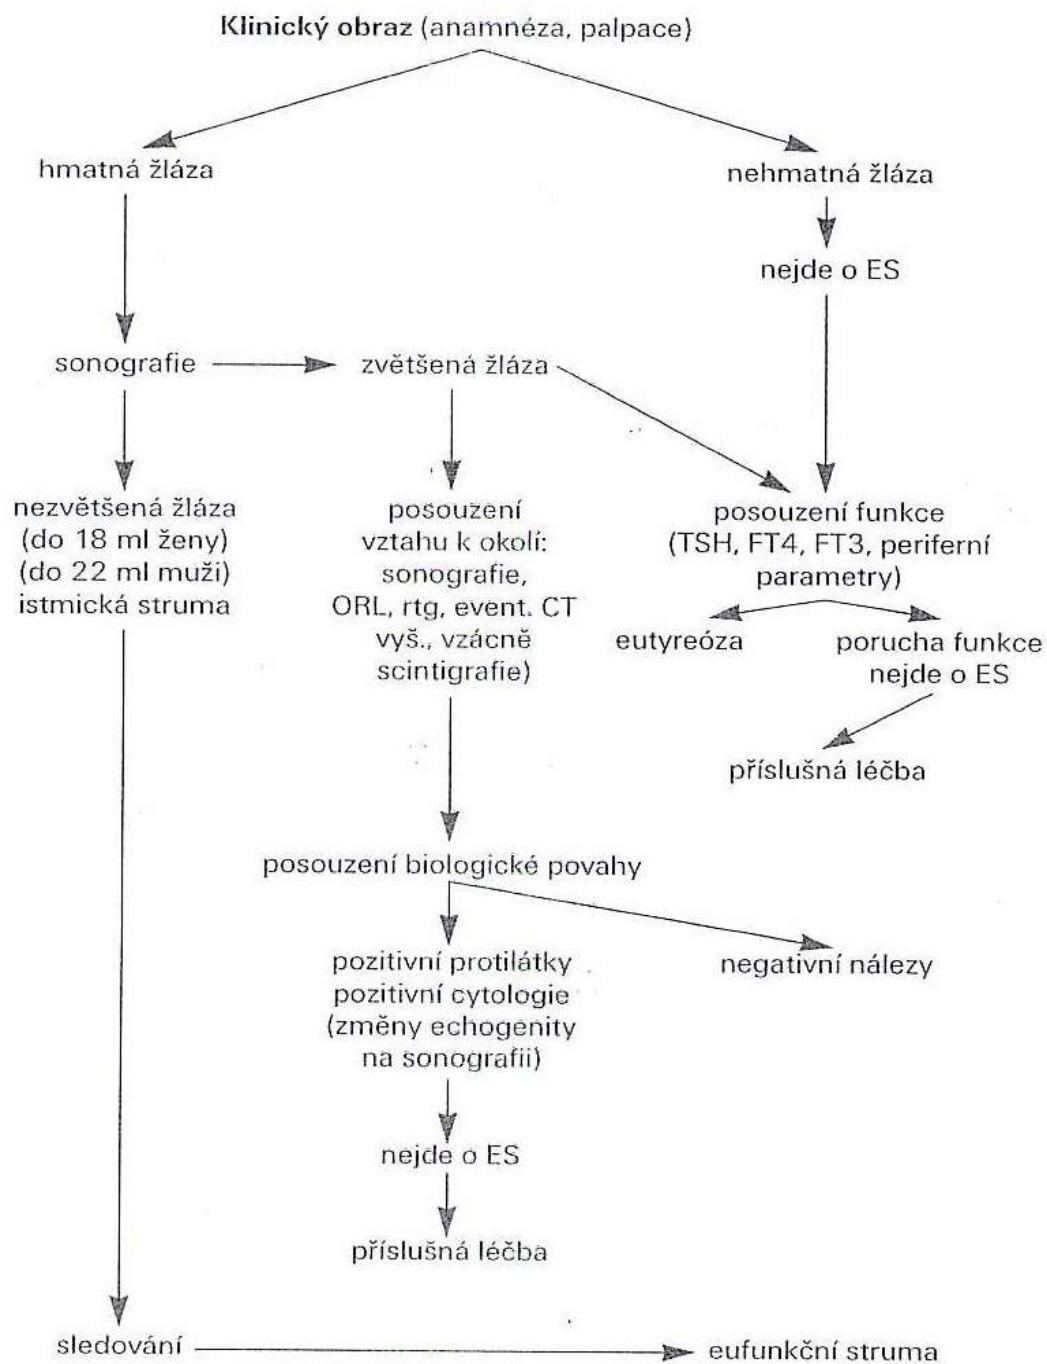 Klinický obraz (anamnéza, palpace)
hmatná žláza
nehmatná žláza
nejde o ES
sonografie
zvětšená žláza
nezvětšená žláza
(do 18 ml ženy)
(do 22 ml muži)
istmická struma
posouzení
vztahu k okolí:
sonografie,
ORL, rtg, event. CT
vyš., vzácně
scintigrafie)
posouzení funkce
(TSH, FT4, FT3, periferní
parametry)
eutyreóza
porucha funkce
nejde o ES
příslušná léčba
posouzení biologické povahy
pozitivní protilátky
pozitivní cytologie
(změny echogenity
na sonografii)
negativní nálezy
nejde o ES
příslušná léčba
sledování
eufunkční struma